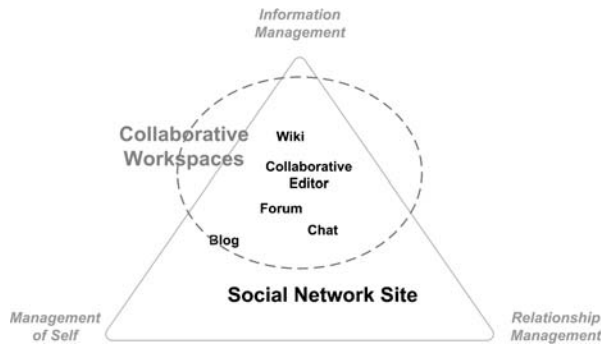 Information
Management
Collaborative
Workspaces
Wiki
Collaborative
Editor
Forum
Chat
Blog
Social Network Site
Management
of Self
Relationship
Management